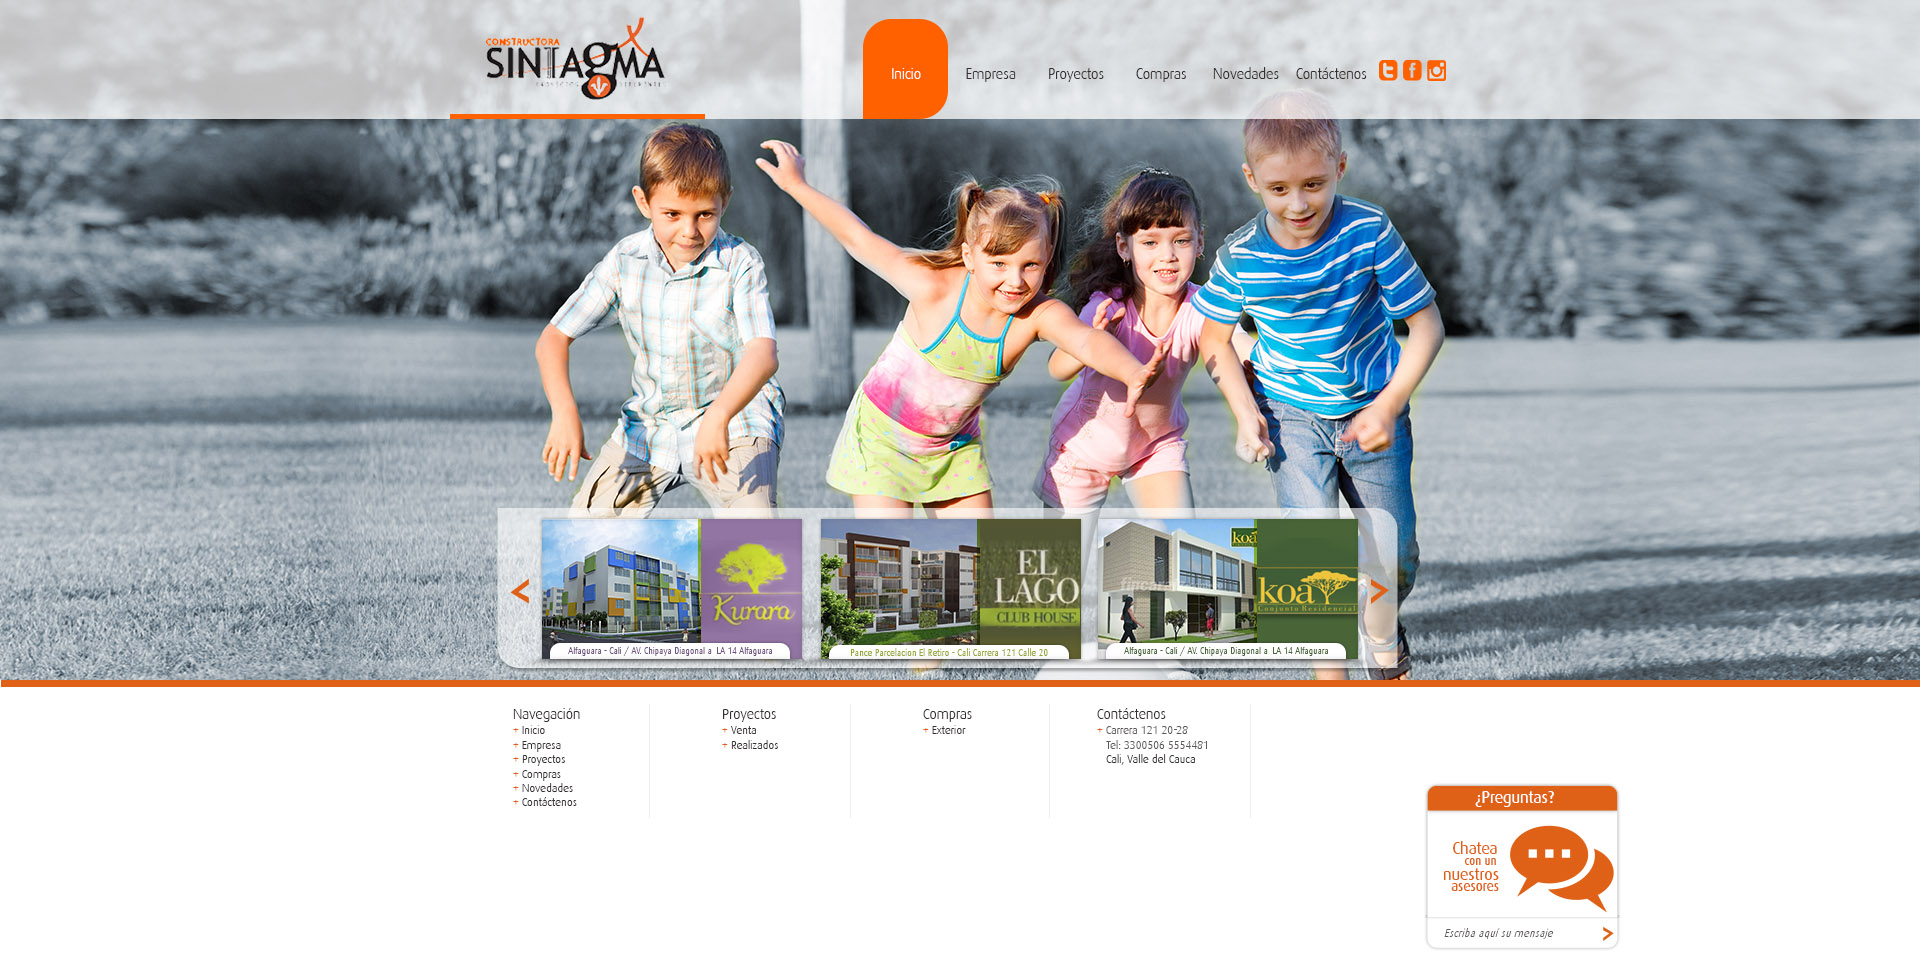 CONSTRUCTORA
SINTAGMA
Inicio
Empresa
Proyectos
Compras
Novedades
Contáctenos
Kurara
Alfaguara - Cali / AV. Chipaya Diagonal a LA 14 Alfaguara
EL
LAGO
CLUB HOUSE
Pance Parcelacion El Retiro - Cali Carrera 121 Calle 20
koa
koa
Conjunto Residencial
Alfaguara - Cali / AV. Chipaya Diagonal a LA 14 Alfaguara
Navegación
+ Inicio
+ Empresa
+ Proyectos
+ Compras
+ Novedades
+ Contáctenos
Proyectos
+ Venta
+ Realizados
Compras
+ Exterior
Contáctenos
+ Carrera 121 20-28
Tel: 3300506 5554481
Cali, Valle del Cauca
¿Preguntas?
Chatea
con un
nuestros
asesores
Escriba aquí su mensaje